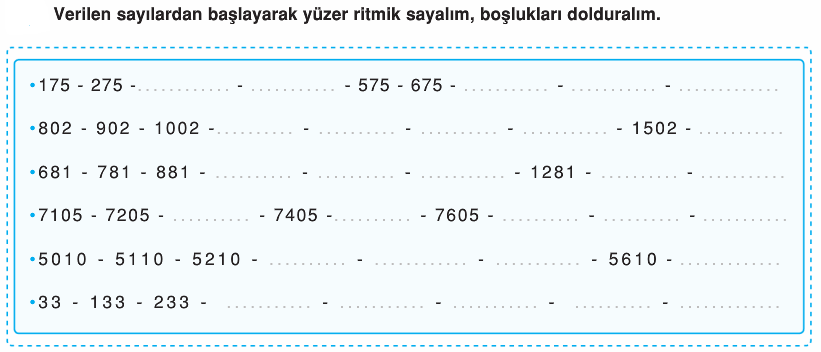 Verilen sayılardan başlayarak yüzer ritmik sayalım, boşlukları dolduralım.
•175 - 275 -............ - ........... - 575 - 675 - ........... - ............ - .............
•802 - 902 - 1002 -.......... - ............ - ............ - ............ - 1502 - ...........
•681 - 781 - 881 - .......... - ........... - ............. - 1281 - .......... - ...........
•7105 - 7205 - .......... - 7405 -.......... - 7605 - .......... - ............ - ............
•5010 - 5110 - 5210 - .......... - ............. - ........... - 5610 - .............
•33 - 133 - 233 - ........... - ........... - ............ - .......... - .............